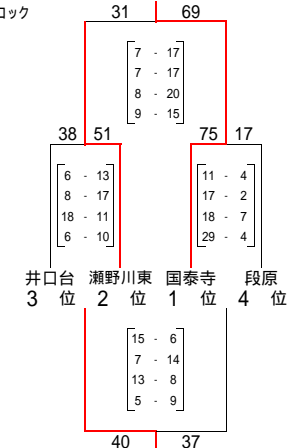 ロック
31 69
7 - 17
7 - 17
8 - 20
9 - 15
38 51 75 17
6 - 13 11 - 4
8 - 17 17 - 2
18 - 11 18 - 7
6 - 10 29 - 4
井口台 瀬野川東 国泰寺 段原
3 位 2 位 1 位 4 位
15 - 6
7 - 14
13 - 8
5 - 9
40 37